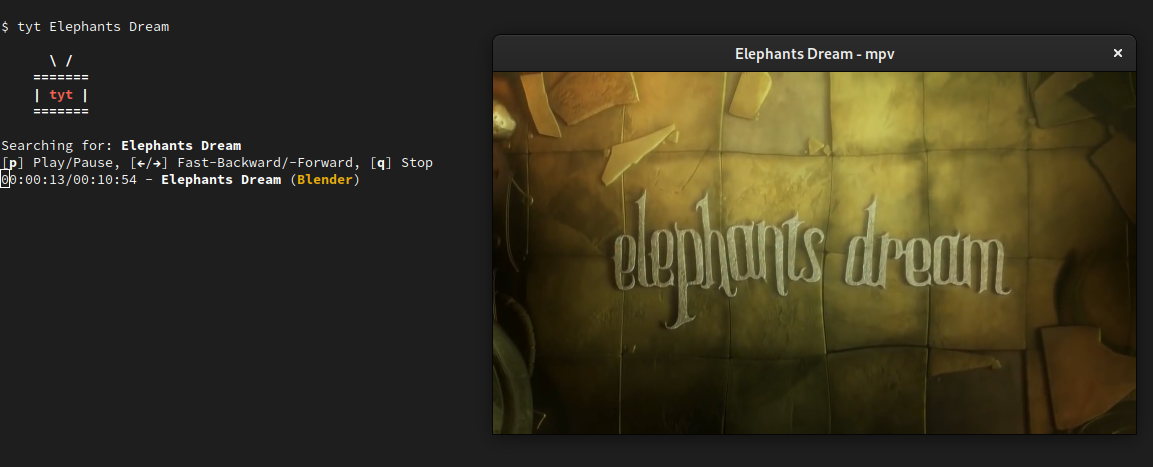 $ tyt Elephants Dream
\ /
=======
| tyt |
=======
Searching for: Elephants Dream
[p] Play/Pause, [←/→] Fast-Backward/-Forward, [q] Stop
00:00:13/00:10:54 - Elephants Dream (Blender)
Elephants Dream - mpv
elephants dream